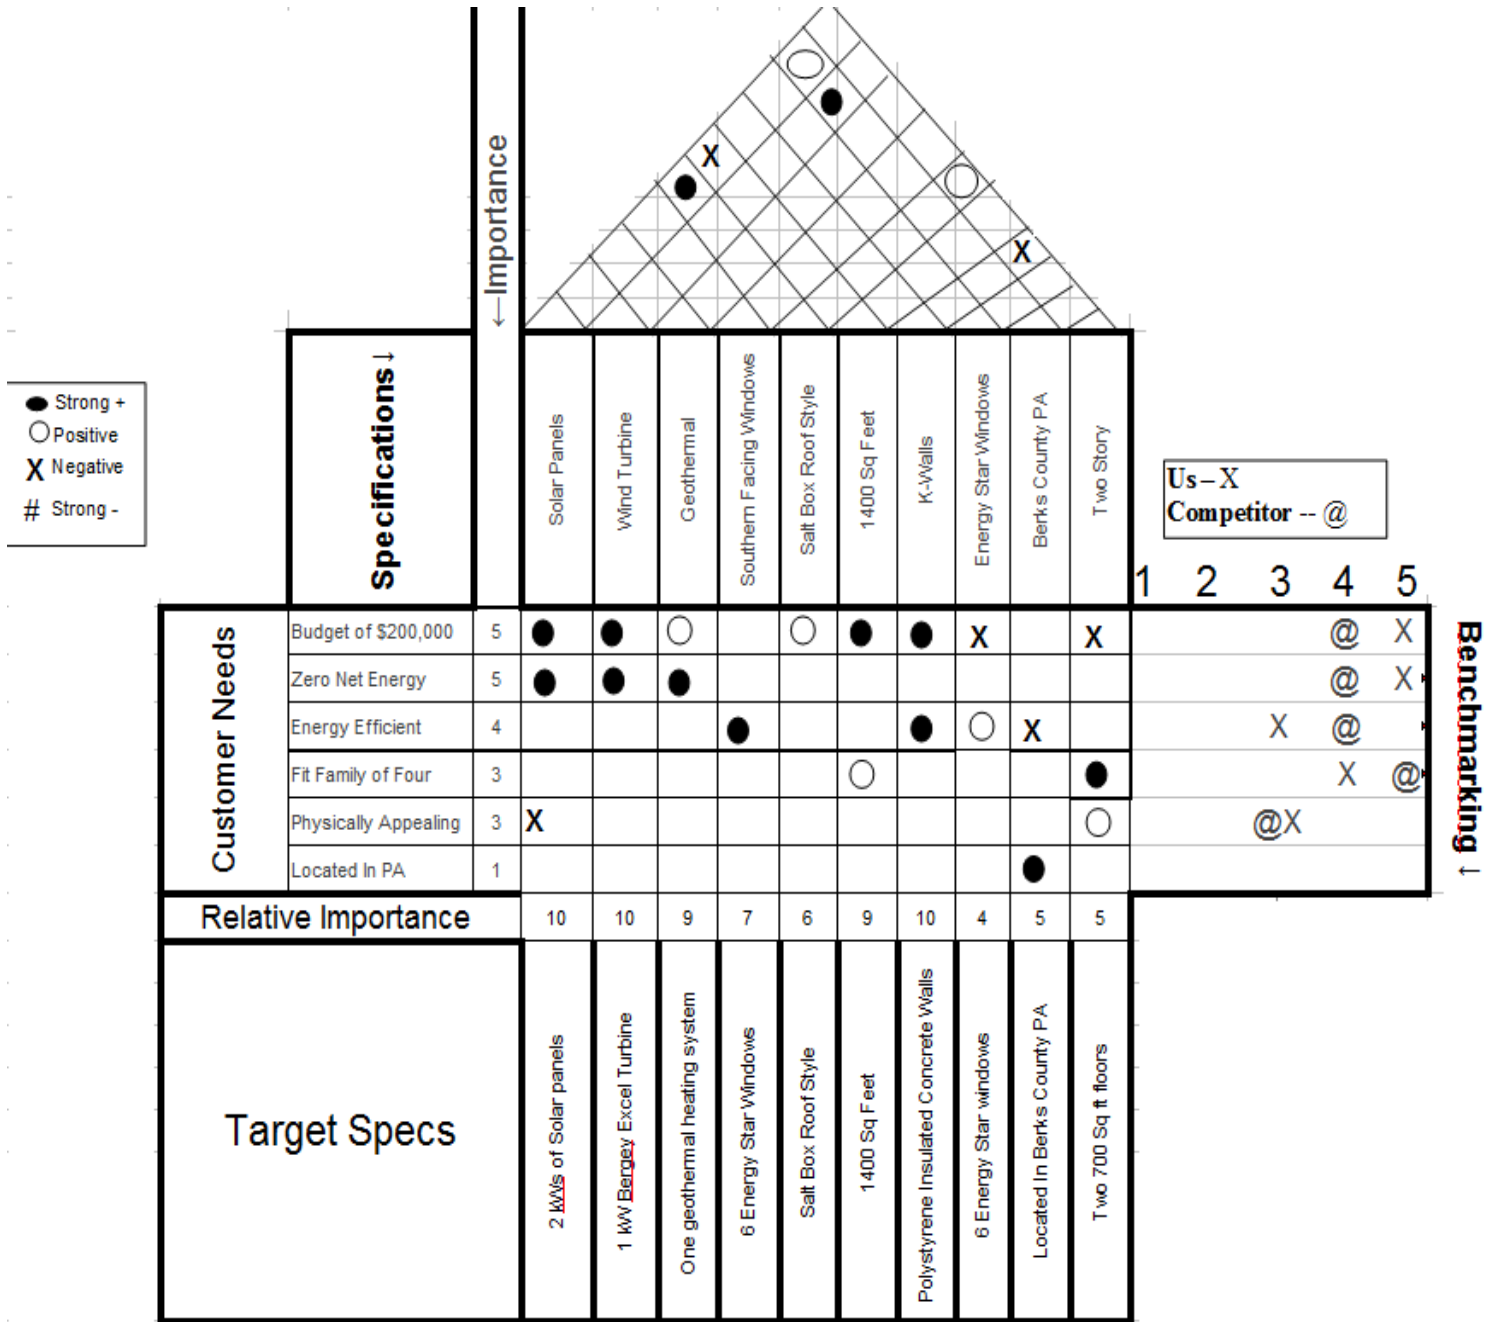 ←Importance
Specifications↓
Solar Panels
Wind Turbine
Geothermal
Southern Facing Windows
Salt Box Roof Style
1400 Sq Feet
K-Walls
Energy Star Windows
Berks County PA
Two Story
Strong +
Positive
X Negative
# Strong -
Us – X
Competitor -- @
1 2 3 4 5
Customer Needs
Budget of $200,000 5 X X @ X
Zero Net Energy 5 @ X
Energy Efficient 4 X X @
Fit Family of Four 3 X @
Physically Appealing 3 X @X
Located In PA 1
Benchmarking ↓
Relative Importance 10 10 9 7 6 9 10 4 5 5
Target Specs
2 kWs of Solar panels
1 kW Bergey Excel Turbine
One geothermal heating system
6 Energy Star Windows
Salt Box Roof Style
1400 Sq Feet
Polystyrene Insulated Concrete Walls
6 Energy Star windows
Located In Berks County PA
Two 700 Sq ft floors
X
X